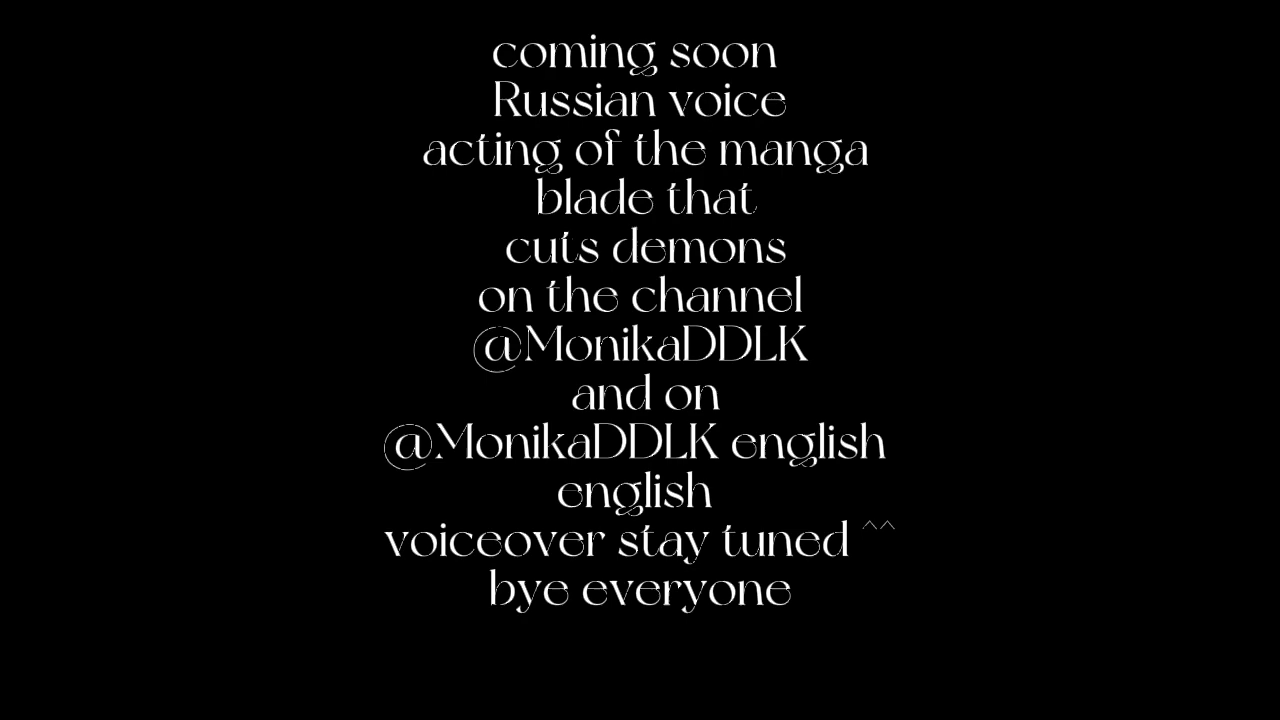 coming soon
Russian voice
acting of the manga
blade that
cuts demons
on the channel
@MonikaDDLK
and on
@MonikaDDLK english
english
voiceover stay tuned ^^
bye everyone